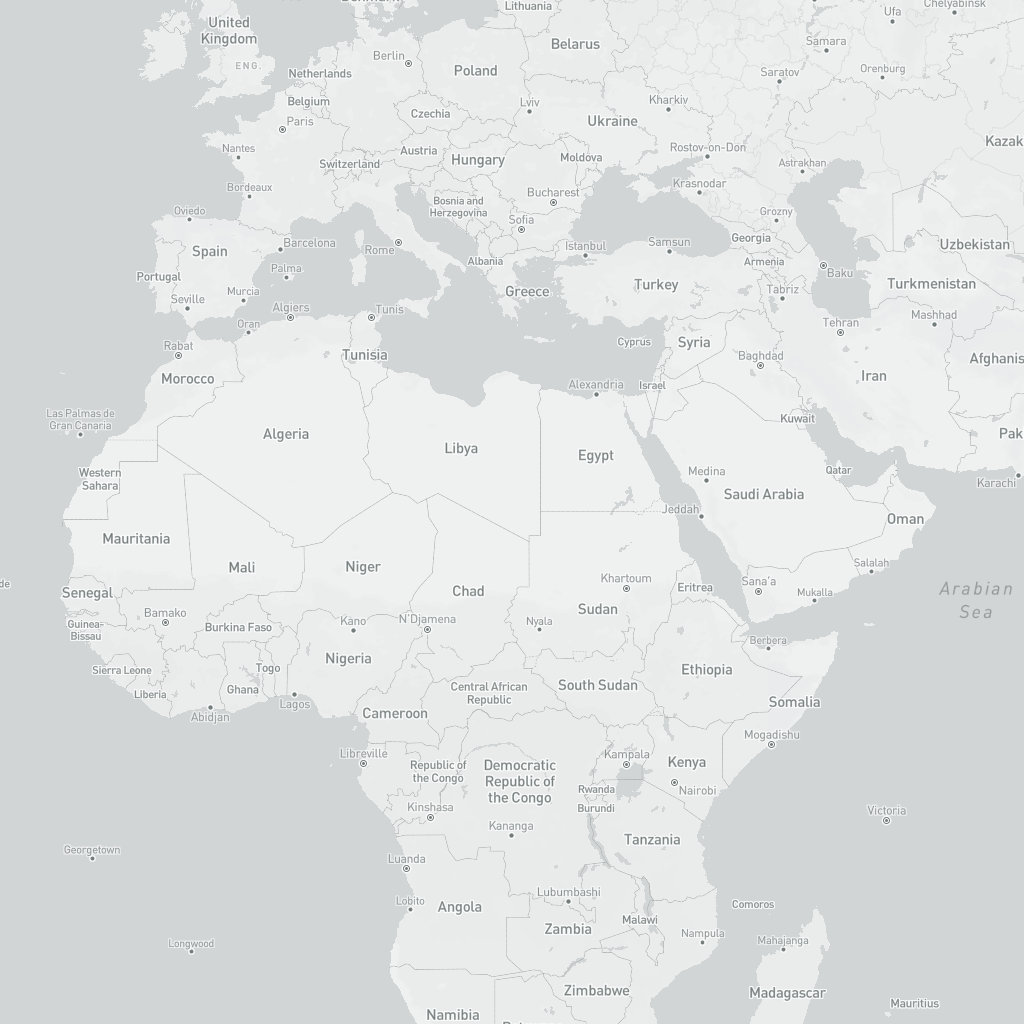 Lithuania
Chelyabinsk
Ufa
United
Kingdom
Samara
Belarus
Berlin
ENG.
Poland
Netherlands
Saratov
Orenburg
Belgium
Lviv
Kharkiv
Czechia
Paris
Ukraine
Kazak
Nantes
Austria
Rostov-on-Don
Switzerland
Hungary
Moldova
Astrakhan
Bordeaux
Krasnodar
Bucharest
Bosnia and
Herzegovina
Oviedo
Grozny
Sofia
Georgia
Barcelona
Spain
Rome
Istanbul
Samsun
Uzbekistan
Albania
Armenia
Palma
Portugal
Baku
Turkey
Turkmenistan
Greece
Murcia
Tabriz
Seville
Algiers
Tunis
Mashhad
Oran
Tehran
Rabat
Cyprus
Syria
Tunisia
Baghdad
Afghanis
Morocco
Iran
Alexandria
Israel
Las Palmas de
Gran Canaria
Kuwait
Algeria
Pak
Libya
Egypt
Western
Sahara
Medina
Qatar
Karachi
Saudi Arabia
Jeddah
Oman
Mauritania
Mali
Niger
Salalah
de
Khartoum
Sana'a
Eritrea
Arabian
Sea
Senegal
Chad
Mukalla
Bamako
Sudan
Kano
N'Djamena
Nyala
Guinea-
Bissau
Burkina Faso
Berbera
Nigeria
Sierra Leone
Togo
Ethiopia
Central African
Republic
South Sudan
Liberia
Ghana
Lagos
Somalia
Abidjan
Cameroon
Mogadishu
Libreville
Kampala
Republic of
the Congo
Democratic
Republic of
the Congo
Kenya
Rwanda
Nairobi
Kinshasa
Burundi
Victoria
Kananga
Tanzania
Georgetown
Luanda
Lubumbashi
Lobito
Angola
Comoros
Malawi
Zambia
Nampula
Longwood
Mahajanga
Zimbabwe
Madagascar
Mauritius
Namibia